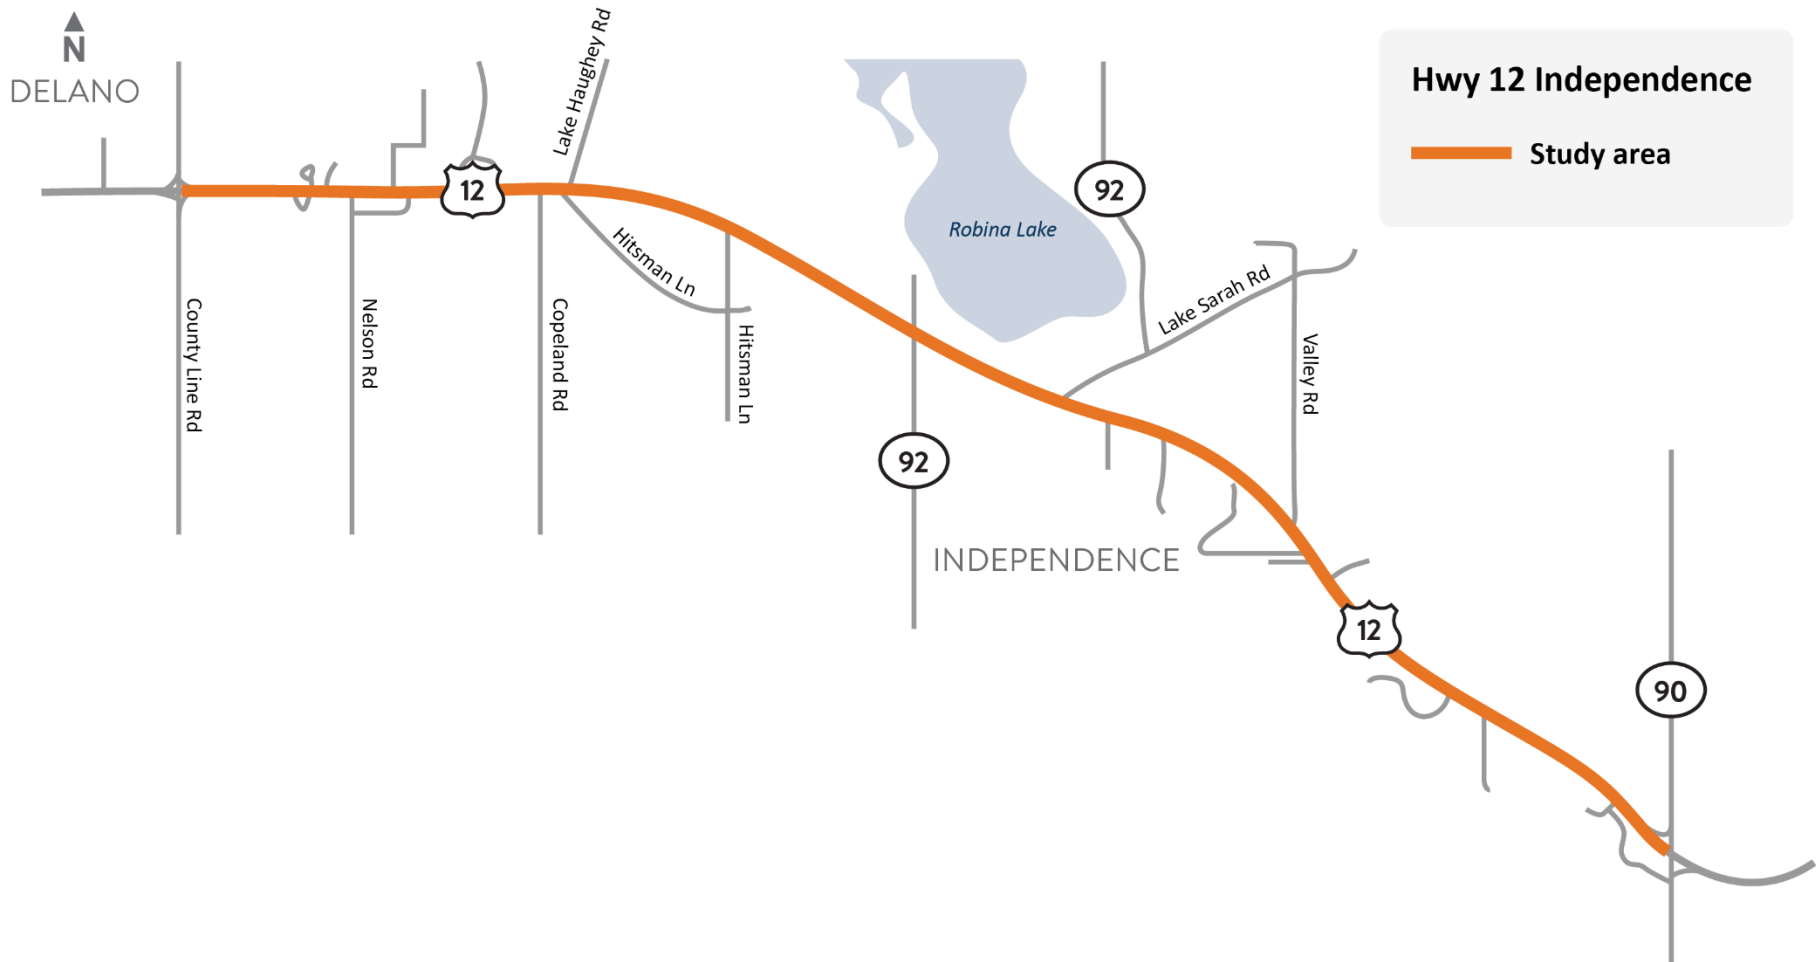 N
DELANO
Lake Haughey Rd
Hwy 12 Independence
Study area
12
92
Robina Lake
Hitsman Ln
Lake Sarah Rd
County Line Rd
Nelson Rd
Copeland Rd
Hitsman Ln
Valley Rd
92
INDEPENDENCE
12
90